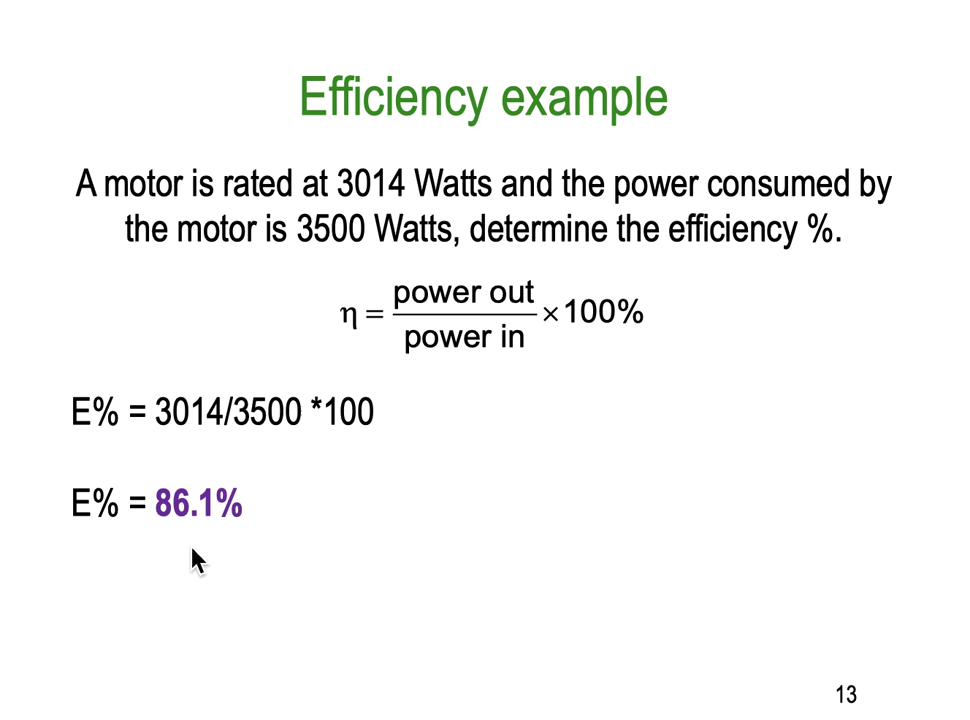 Efficiency example
A motor is rated at 3014 Watts and the power consumed by
the motor is 3500 Watts, determine the efficiency %.
η = power out / power in ×100%
E% = 3014/3500 *100
E% = 86.1%
13